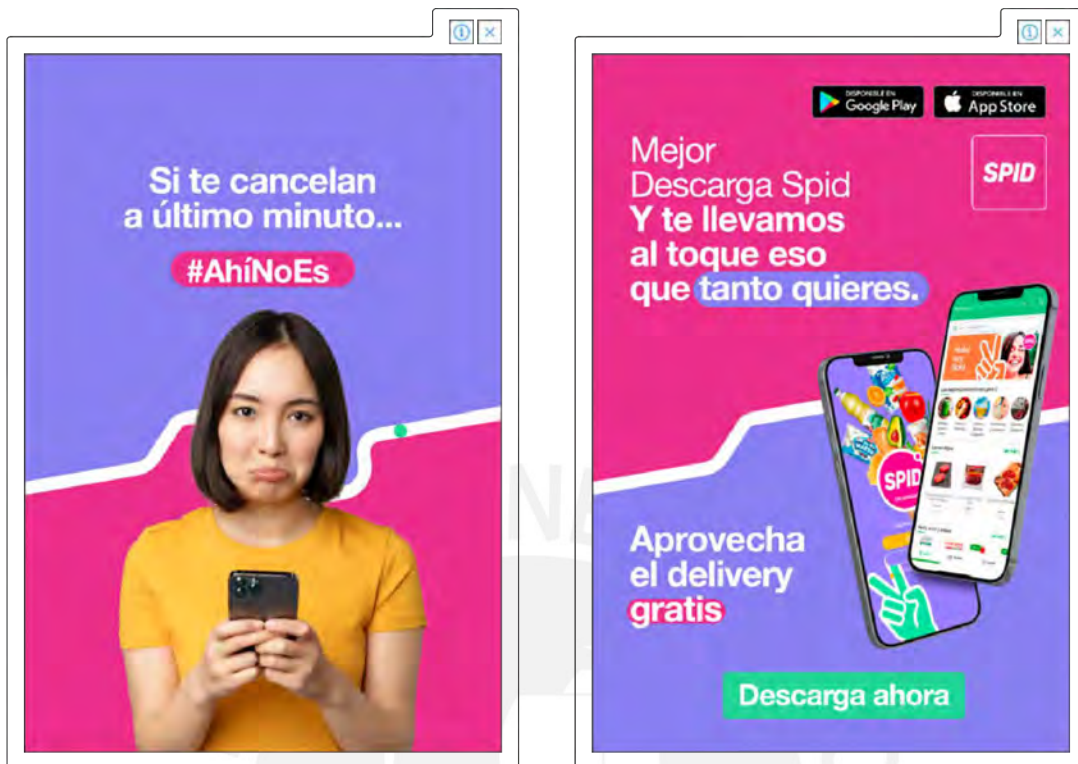 Si te cancelan
a último minuto...
#AhíNoEs
DISPONIBLE EN
Google Play
DISPONIBLE EN
App Store
SPID
Mejor
Descarga Spid
Y te llevamos
al toque eso
que tanto quieres.
SPID
Aprovecha
el delivery
gratis
Descarga ahora